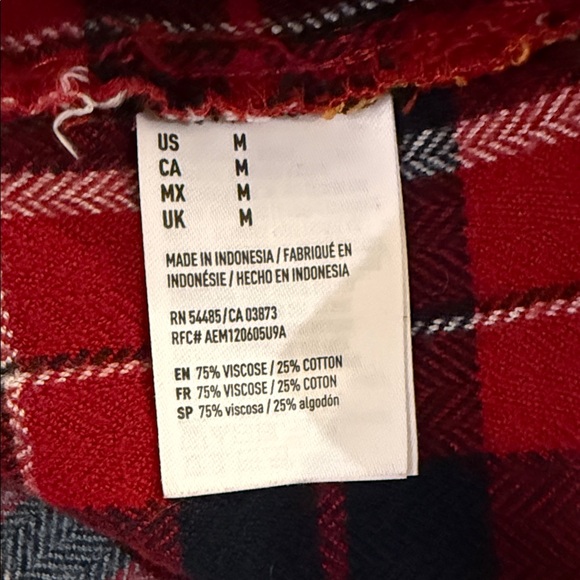 US M
CA M
MX M
UK M
MADE IN INDONESIA / FABRIQUÉ EN
INDONÉSIE / HECHO EN INDONESIA
RN 54485/CA 03873
RFC# AEM120605U9A
EN 75% VISCOSE / 25% COTTON
FR 75% VISCOSE / 25% COTON
SP 75% viscosa / 25% algodón